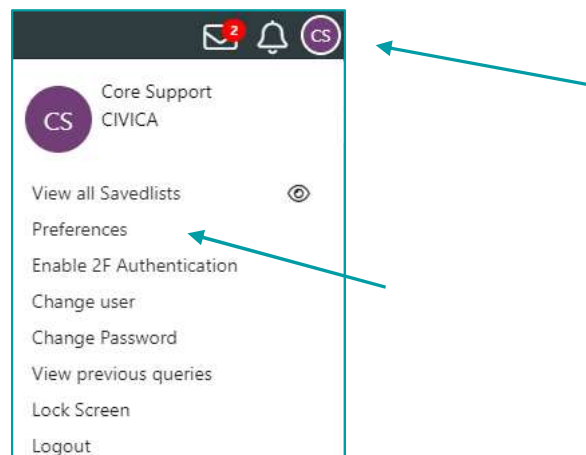 2
CS
Core Support
CS
CIVICA
View all Savedlists
Preferences
Enable 2F Authentication
Change user
Change Password
View previous queries
Lock Screen
Logout